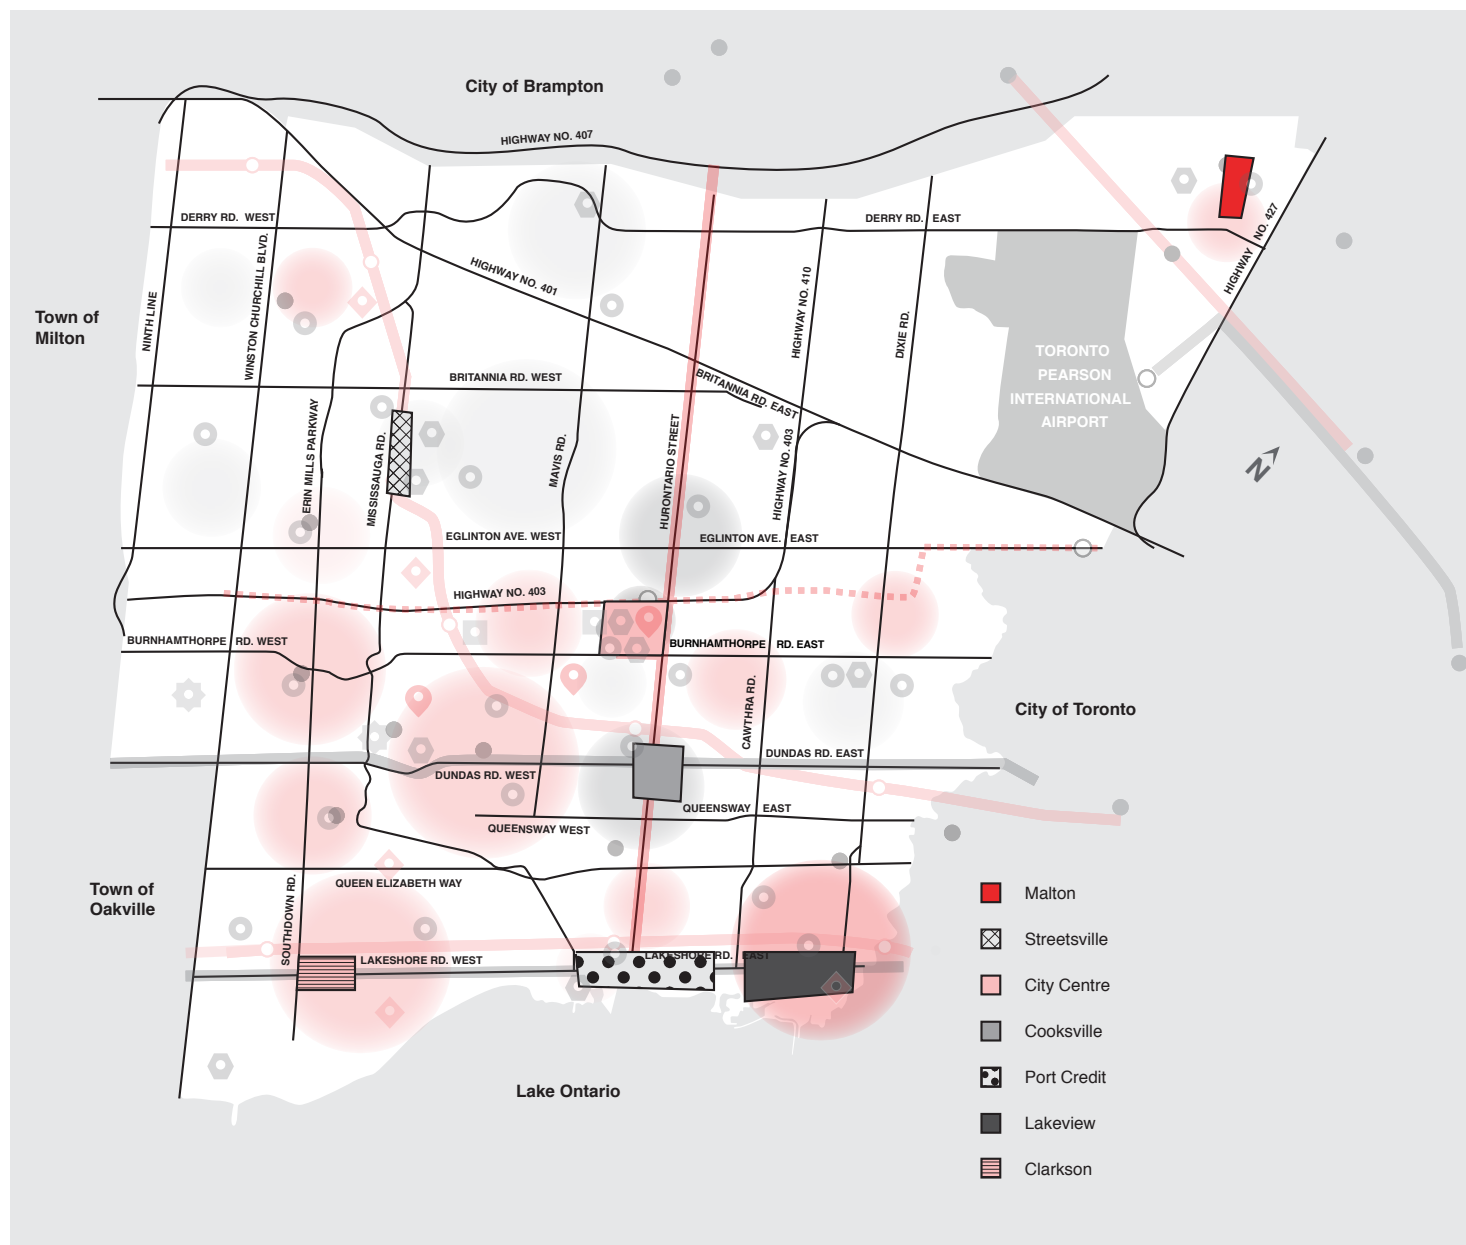 City of Brampton
HIGHWAY NO. 407
DERRY RD. WEST
DERRY RD. EAST
HIGHWAY NO. 427
WINSTON CHURCHILL BLVD.
HIGHWAY NO. 401
HIGHWAY NO. 410
NINTH LINE
DIXIE RD.
Town of
Milton
TORONTO
PEARSON
INTERNATIONAL
AIRPORT
BRITANNIA RD. WEST
BRITANNIA RD. EAST
ERIN MILLS PARKWAY
MISSISSAUGA RD.
MAVIS RD.
HURONTARIO STREET
HIGHWAY NO. 403
N
EGLINTON AVE. WEST
EGLINTON AVE. EAST
HIGHWAY NO. 403
BURNHAMTHORPE RD. WEST
BURNHAMTHORPE RD. EAST
CAWTHRA RD.
City of Toronto
DUNDAS RD. EAST
DUNDAS RD. WEST
QUEENSWAY EAST
QUEENSWAY WEST
Town of
Oakville
QUEEN ELIZABETH WAY
SOUTHDOWN RD.
LAKESHORE RD. WEST
LAKESHORE RD. EAST
Lake Ontario
Malton
Streetsville
City Centre
Cooksville
Port Credit
Lakeview
Clarkson